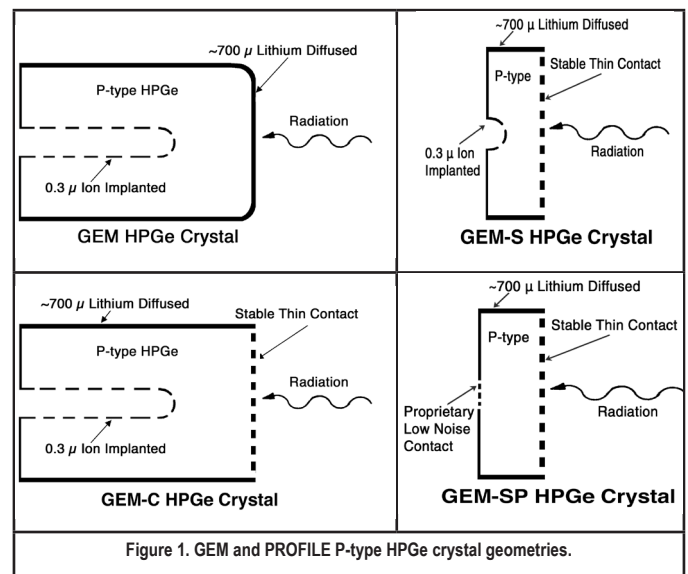 ~700 μ Lithium Diffused
P-type HPGe
Radiation
0.3 μ Ion Implanted
GEM HPGe Crystal
~700 μ Lithium Diffused
P-type
Stable Thin Contact
0.3 μ Ion
Implanted
Radiation
GEM-S HPGe Crystal
~700 μ Lithium Diffused
Stable Thin Contact
P-type HPGe
Radiation
0.3 μ Ion Implanted
GEM-C HPGe Crystal
~700 μ Lithium Diffused
Stable Thin Contact
P-type
Proprietary
Low Noise
Contact
Radiation
GEM-SP HPGe Crystal
Figure 1. GEM and PROFILE P-type HPGe crystal geometries.